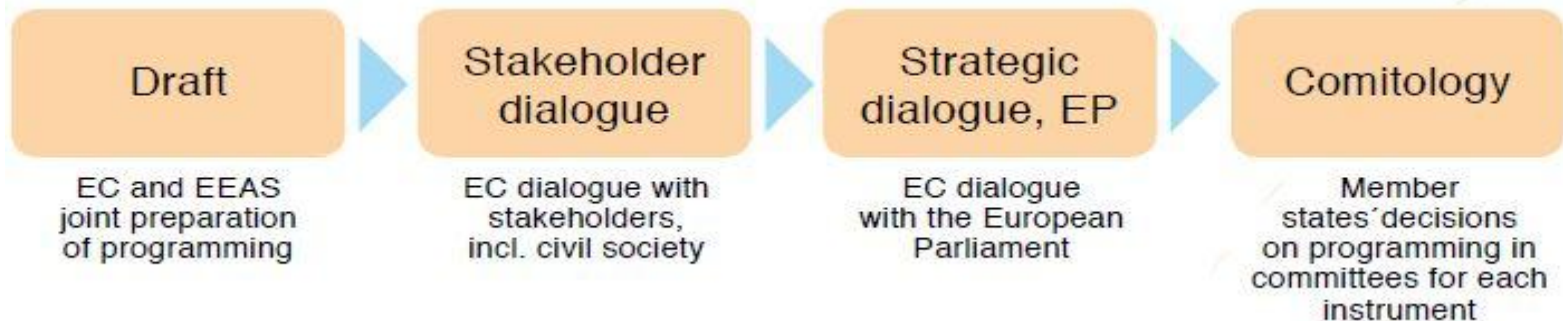 Draft
EC and EEAS
joint preparation
of programming
Stakeholder
dialogue
EC dialogue with
stakeholders,
incl. civil society
Strategic
dialogue, EP
EC dialogue
with the European
Parliament
Comitology
Member
states´decisions
on programming in
committees for each
instrument